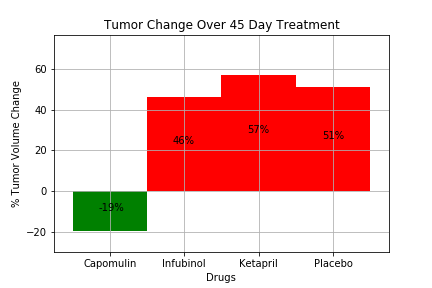 Tumor Change Over 45 Day Treatment
% Tumor Volume Change
60
40
20
0
−20
-19%
46%
57%
51%
Capomulin
Infubinol
Ketapril
Placebo
Drugs